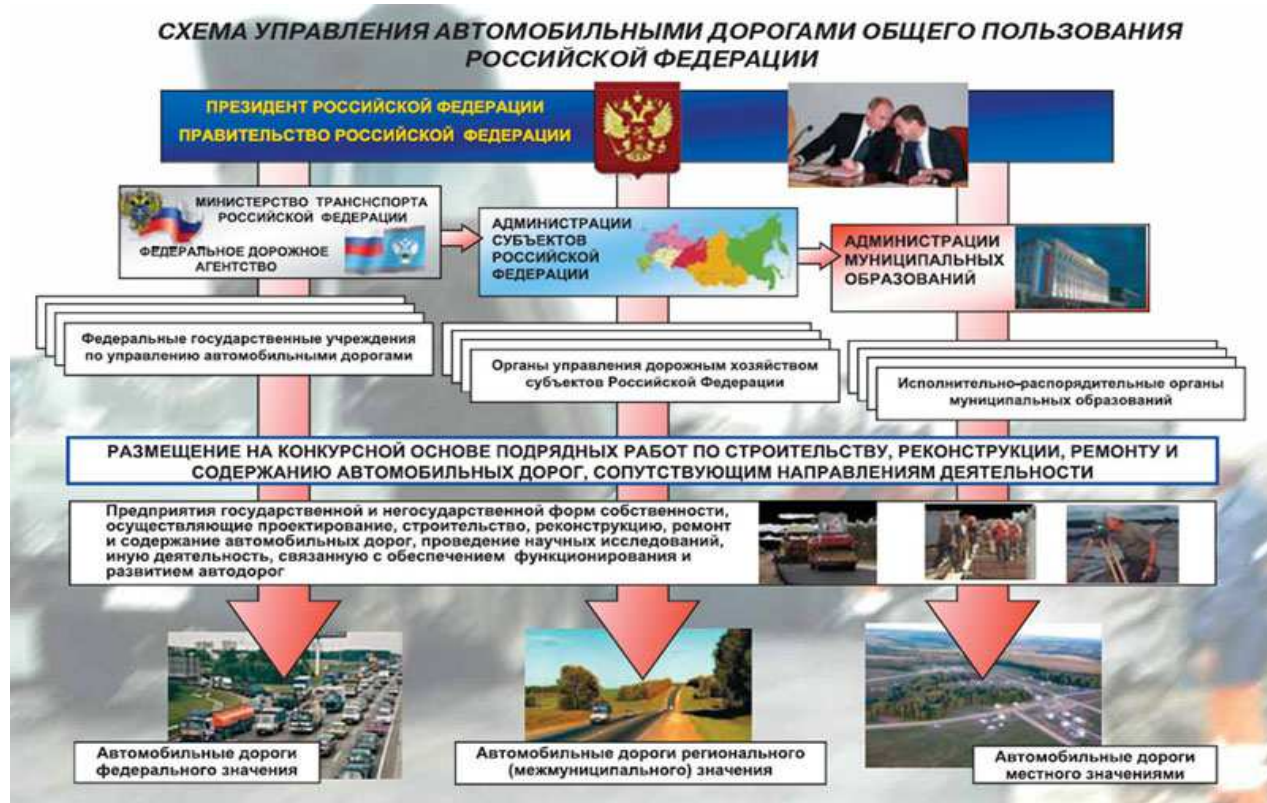 СХЕМА УПРАВЛЕНИЯ АВТОМОБИЛЬНЫМИ ДОРОГАМИ ОБЩЕГО ПОЛЬЗОВАНИЯ
РОССИЙСКОЙ ФЕДЕРАЦИИ
ПРЕЗИДЕНТ РОССИЙСКОЙ ФЕДЕРАЦИИ
ПРАВИТЕЛЬСТВО РОССИЙСКОЙ ФЕДЕРАЦИИ
МИНИСТЕРСТВО ТРАНСНСПОРТА
РОССИЙСКОЙ ФЕДЕРАЦИИ
ФЕДЕРАЛЬНОЕ ДОРОЖНОЕ
АГЕНТСТВО
АДМИНИСТРАЦИИ
СУБЪЕКТОВ
РОССИЙСКОЙ
ФЕДЕРАЦИИ
АДМИНИСТРАЦИИ
МУНИЦИПАЛЬНЫХ
ОБРАЗОВАНИЙ
Федеральные государственные учреждения
по управлению автомобильными дорогами
Органы управления дорожным хозяйством
субъектов Российской Федерации
Исполнительно–распорядительные органы
муниципальных образований
РАЗМЕЩЕНИЕ НА КОНКУРСНОЙ ОСНОВЕ ПОДРЯДНЫХ РАБОТ ПО СТРОИТЕЛЬСТВУ, РЕКОНСТРУКЦИИ, РЕМОНТУ И
СОДЕРЖАНИЮ АВТОМОБИЛЬНЫХ ДОРОГ, СОПУТСТВУЮЩИМ НАПРАВЛЕНИЯМ ДЕЯТЕЛЬНОСТИ
Предприятия государственной и негосударственной форм собственности,
осуществляющие проектирование, строительство, реконструкцию, ремонт
и содержание автомобильных дорог, проведение научных исследований,
иную деятельность, связанную с обеспечением функционирования и
развитием автодорог
Автомобильные дороги
федерального значения
Автомобильные дороги регионального
(межмуниципального) значения
Автомобильные дороги
местного значениями